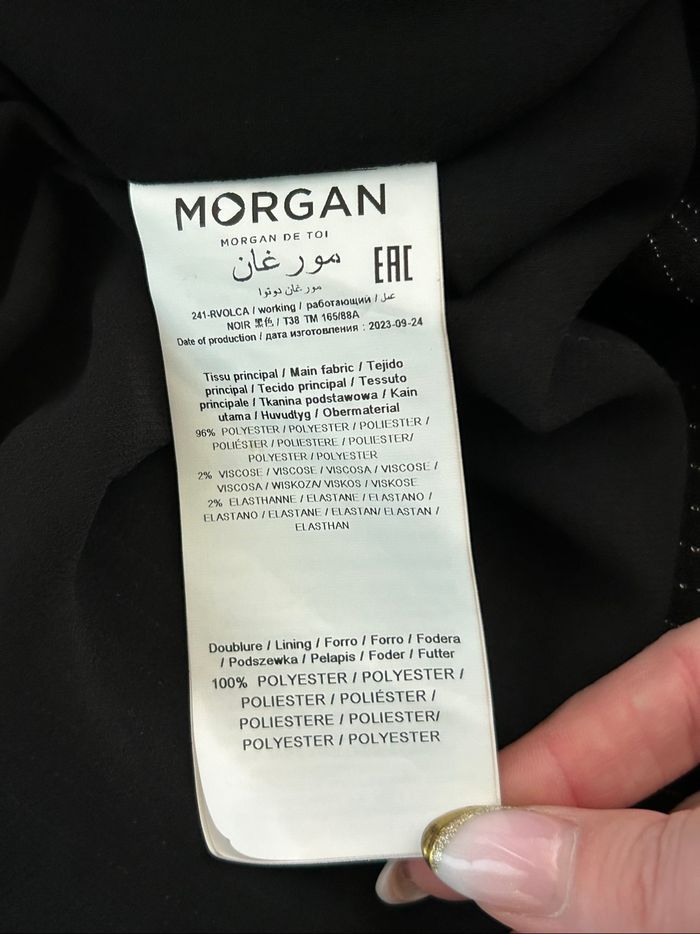 MORGAN
MORGAN DE TOI
مورغان
EAC
مورغان دوتوا
241-RVOLCA / working / работающий / عمل
NOIR 黑色 / T38 TM 165/88A
Date of production / дата изготовления : 2023-09-24
Tissu principal / Main fabric / Tejido
principal / Tecido principal / Tessuto
principale / Tkanina podstawowa / Kain
utama / Huvudtyg / Obermaterial
96% POLYESTER / POLYESTER / POLIESTER /
POLIÉSTER / POLIESTERE / POLIESTER/
POLYESTER / POLYESTER
2% VISCOSE / VISCOSE / VISCOSA / VISCOSE /
VISCOSA / WISKOZA/ VISKOS / VISKOSE
2% ELASTHANNE / ELASTANE / ELASTANO /
ELASTANO / ELASTANE / ELASTAN/ ELASTAN /
ELASTHAN
Doublure / Lining / Forro / Forro / Fodera
/ Podszewka / Pelapis / Foder / Futter
100% POLYESTER / POLYESTER /
POLIESTER / POLIÉSTER /
POLIESTERE / POLIESTER/
POLYESTER / POLYESTER